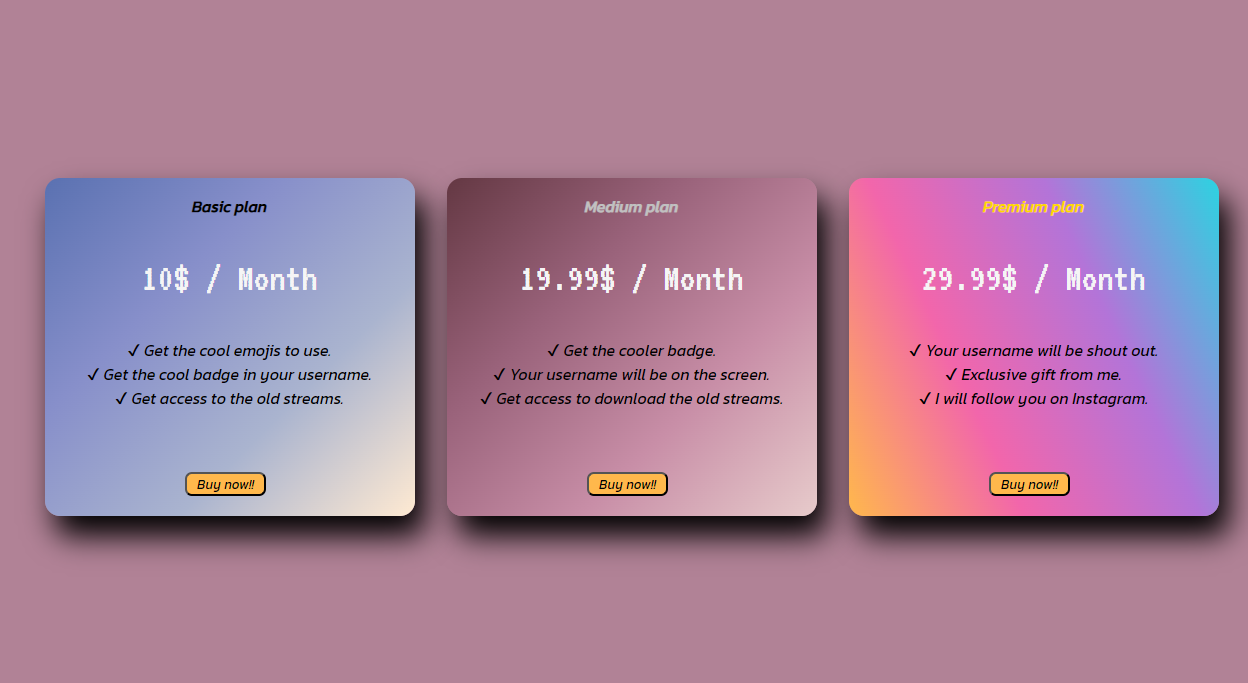 Basic plan
10$ / Month
✓ Get the cool emojis to use.
✓ Get the cool badge in your username.
✓ Get access to the old streams.
Buy now!!
Medium plan
19.99$ / Month
✓ Get the cooler badge.
✓ Your username will be on the screen.
✓ Get access to download the old streams.
Buy now!!
Premium plan
29.99$ / Month
✓ Your username will be shout out.
✓ Exclusive gift from me.
✓ I will follow you on Instagram.
Buy now!!